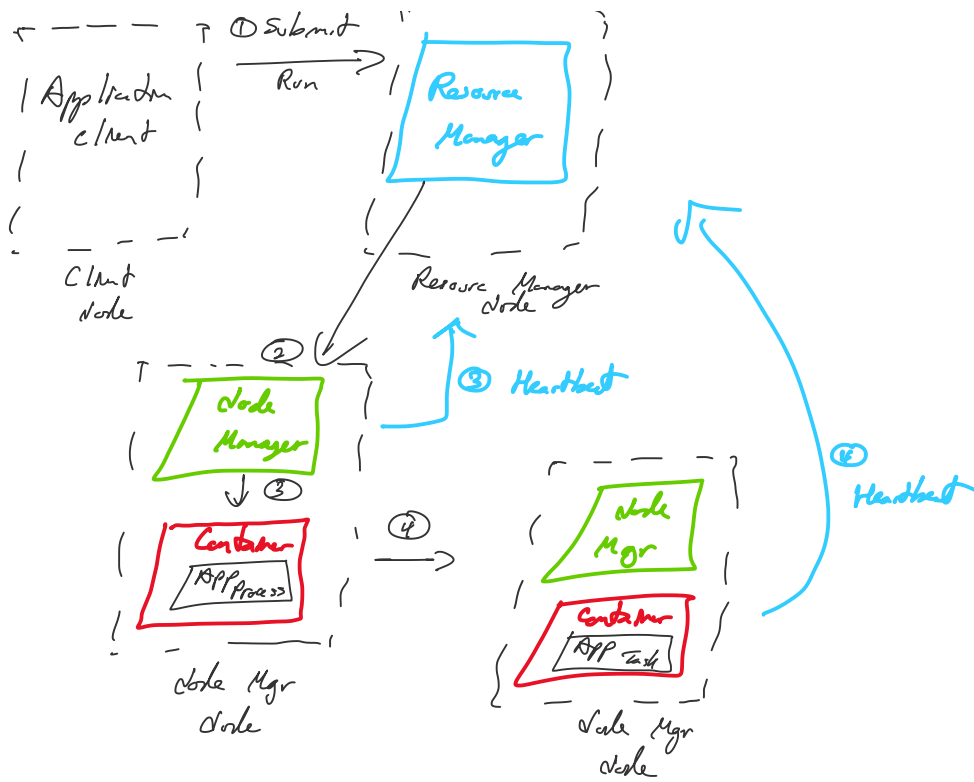 ① Submit
Run
Application
Client
Client
Node
Resource
Manager
Resource Manager
Node
②
Node
Manager
③
Container
App Process
Node Mgr
Node
③ Heartbeat
④
Node
Mgr
Container
App Task
Node Mgr
Node
④
Heartbeat